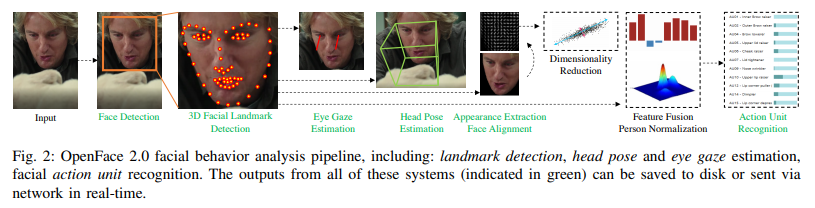 AU01 - Inner Brow raiser
AU02 - Outer Brow raiser
AU04 - Brow lowerer
AU05 - Upper lid raiser
AU06 - Cheek raiser
AU07 - Lid tightener
AU09 - Nose wrinkler
AU10 - Upper lip raiser
AU12 - Lip corner puller
AU14 - Dimpler
AU15 - Lip corner depressor
Dimensionality
Reduction
Input
Face Detection
3D Facial Landmark
Detection
Eye Gaze
Estimation
Head Pose
Estimation
Appearance Extraction
Face Alignment
Feature Fusion
Person Normalization
Action Unit
Recognition
Fig. 2: OpenFace 2.0 facial behavior analysis pipeline, including: landmark detection, head pose and eye gaze estimation,
facial action unit recognition. The outputs from all of these systems (indicated in green) can be saved to disk or sent via
network in real-time.